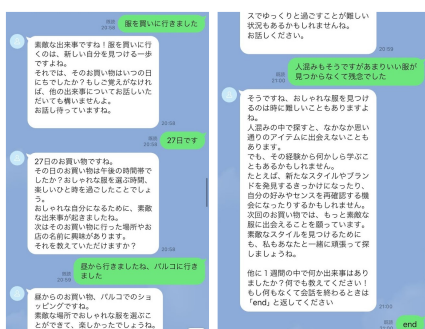 服を買いに行きました
既読
20:58
素敵な出来事ですね！服を買いに行
くのは、新しい自分を見つける一歩
ですよね。
それでは、そのお買い物はいつの日
にちでしたか？もし覚えがなけれ
ば、他の出来事についてお話しいた
だいても構いませんよ。
お話し待っていますね。
20:58
27日です
既読
20:58
27日のお買い物ですね。
その日のお買い物は午後の時間帯で
したか？おしゃれな服を選ぶ時間、
楽しいひと時を過ごしたことでしょ
う。
おしゃれな自分になるために、素敵
な出来事が起きましたね。
次はそのお買い物に行った場所やお
店の名前に興味があります。
それを教えていただけますか？
20:58
昼から行きましたね、パルコに行き
ました
既読
20:58
昼からのお買い物、パルコでのショ
ッピングですね。
素敵な場所でおしゃれな服を選ぶこ
とができて、楽しかったでしょうね。
スでゆっくりと過ごすことが難しい
状況もあるかもしれませんね。
お話しください。
20:58
人混みもそうですがあまりいい服が
見つからなくて残念でした
既読
21:00
そうですね、おしゃれな服を見つけ
るのは時に難しいこともありますよ
ね。
人混みの中で探すと、なかなか思い
通りのアイテムに出会えないことも
あります。
でも、その経験から何かしら学ぶこ
ともあるかもしれません。
たとえば、新たなスタイルやブラン
ドを発見するきっかけになったり、
自分の好みやセンスを再確認する機
会になったりするかもしれません。
次回のお買い物では、もっと素敵な
服に出会えることを願っています。
素敵なスタイルを見つけるために
も、私もあなたと一緒に頑張って探
しましょうね。
他に１週間の中で何か出来事はあり
ましたか？何でも教えてください！
もし何もなくて会話を終わるときは
「end」と返してください
21:03
end
既読